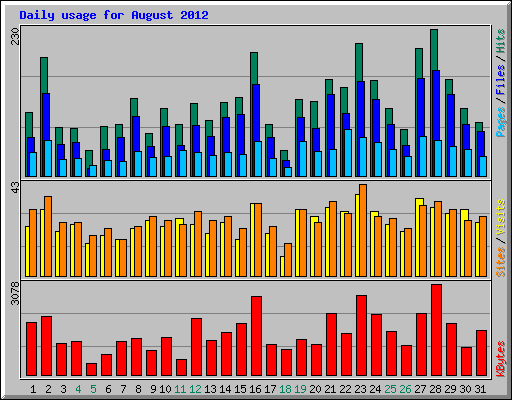 Daily usage for August 2012
230
Pages / Files / Hits
43
Sites / Visits
3078
KBytes
1 2 3 4 5 6 7 8 9 10 11 12 13 14 15 16 17 18 19 20 21 22 23 24 25 26 27 28 29 30 31